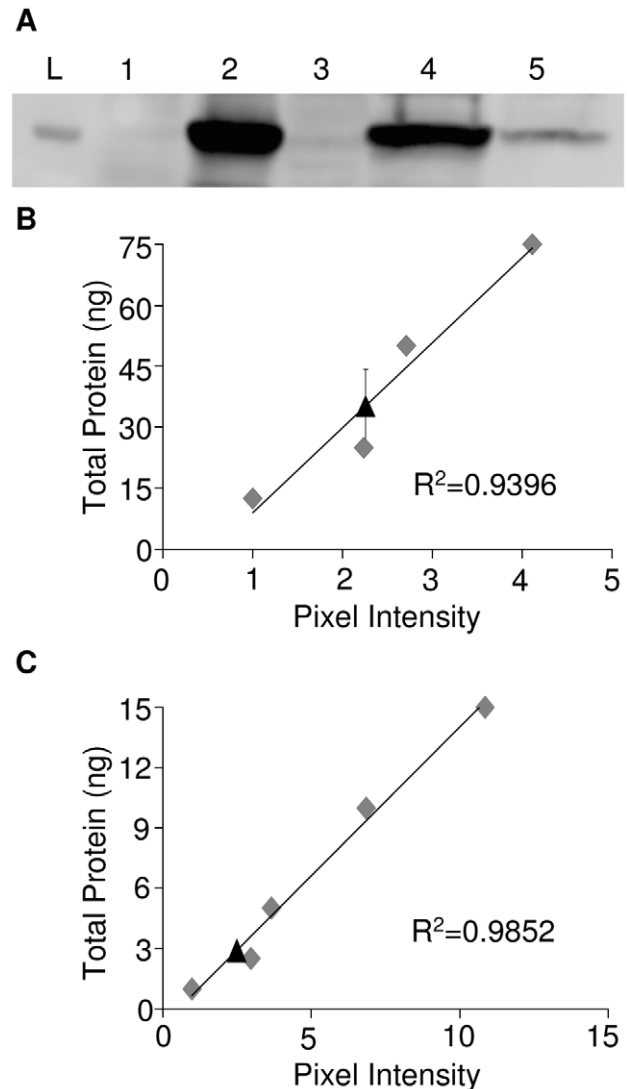 A
L 1 2 3 4 5
B
75
60
45
30
15
0
Total Protein (ng)
R²=0.9396
0 1 2 3 4 5
Pixel Intensity
C
15
12
9
6
3
0
Total Protein (ng)
R²=0.9852
0 5 10 15
Pixel Intensity